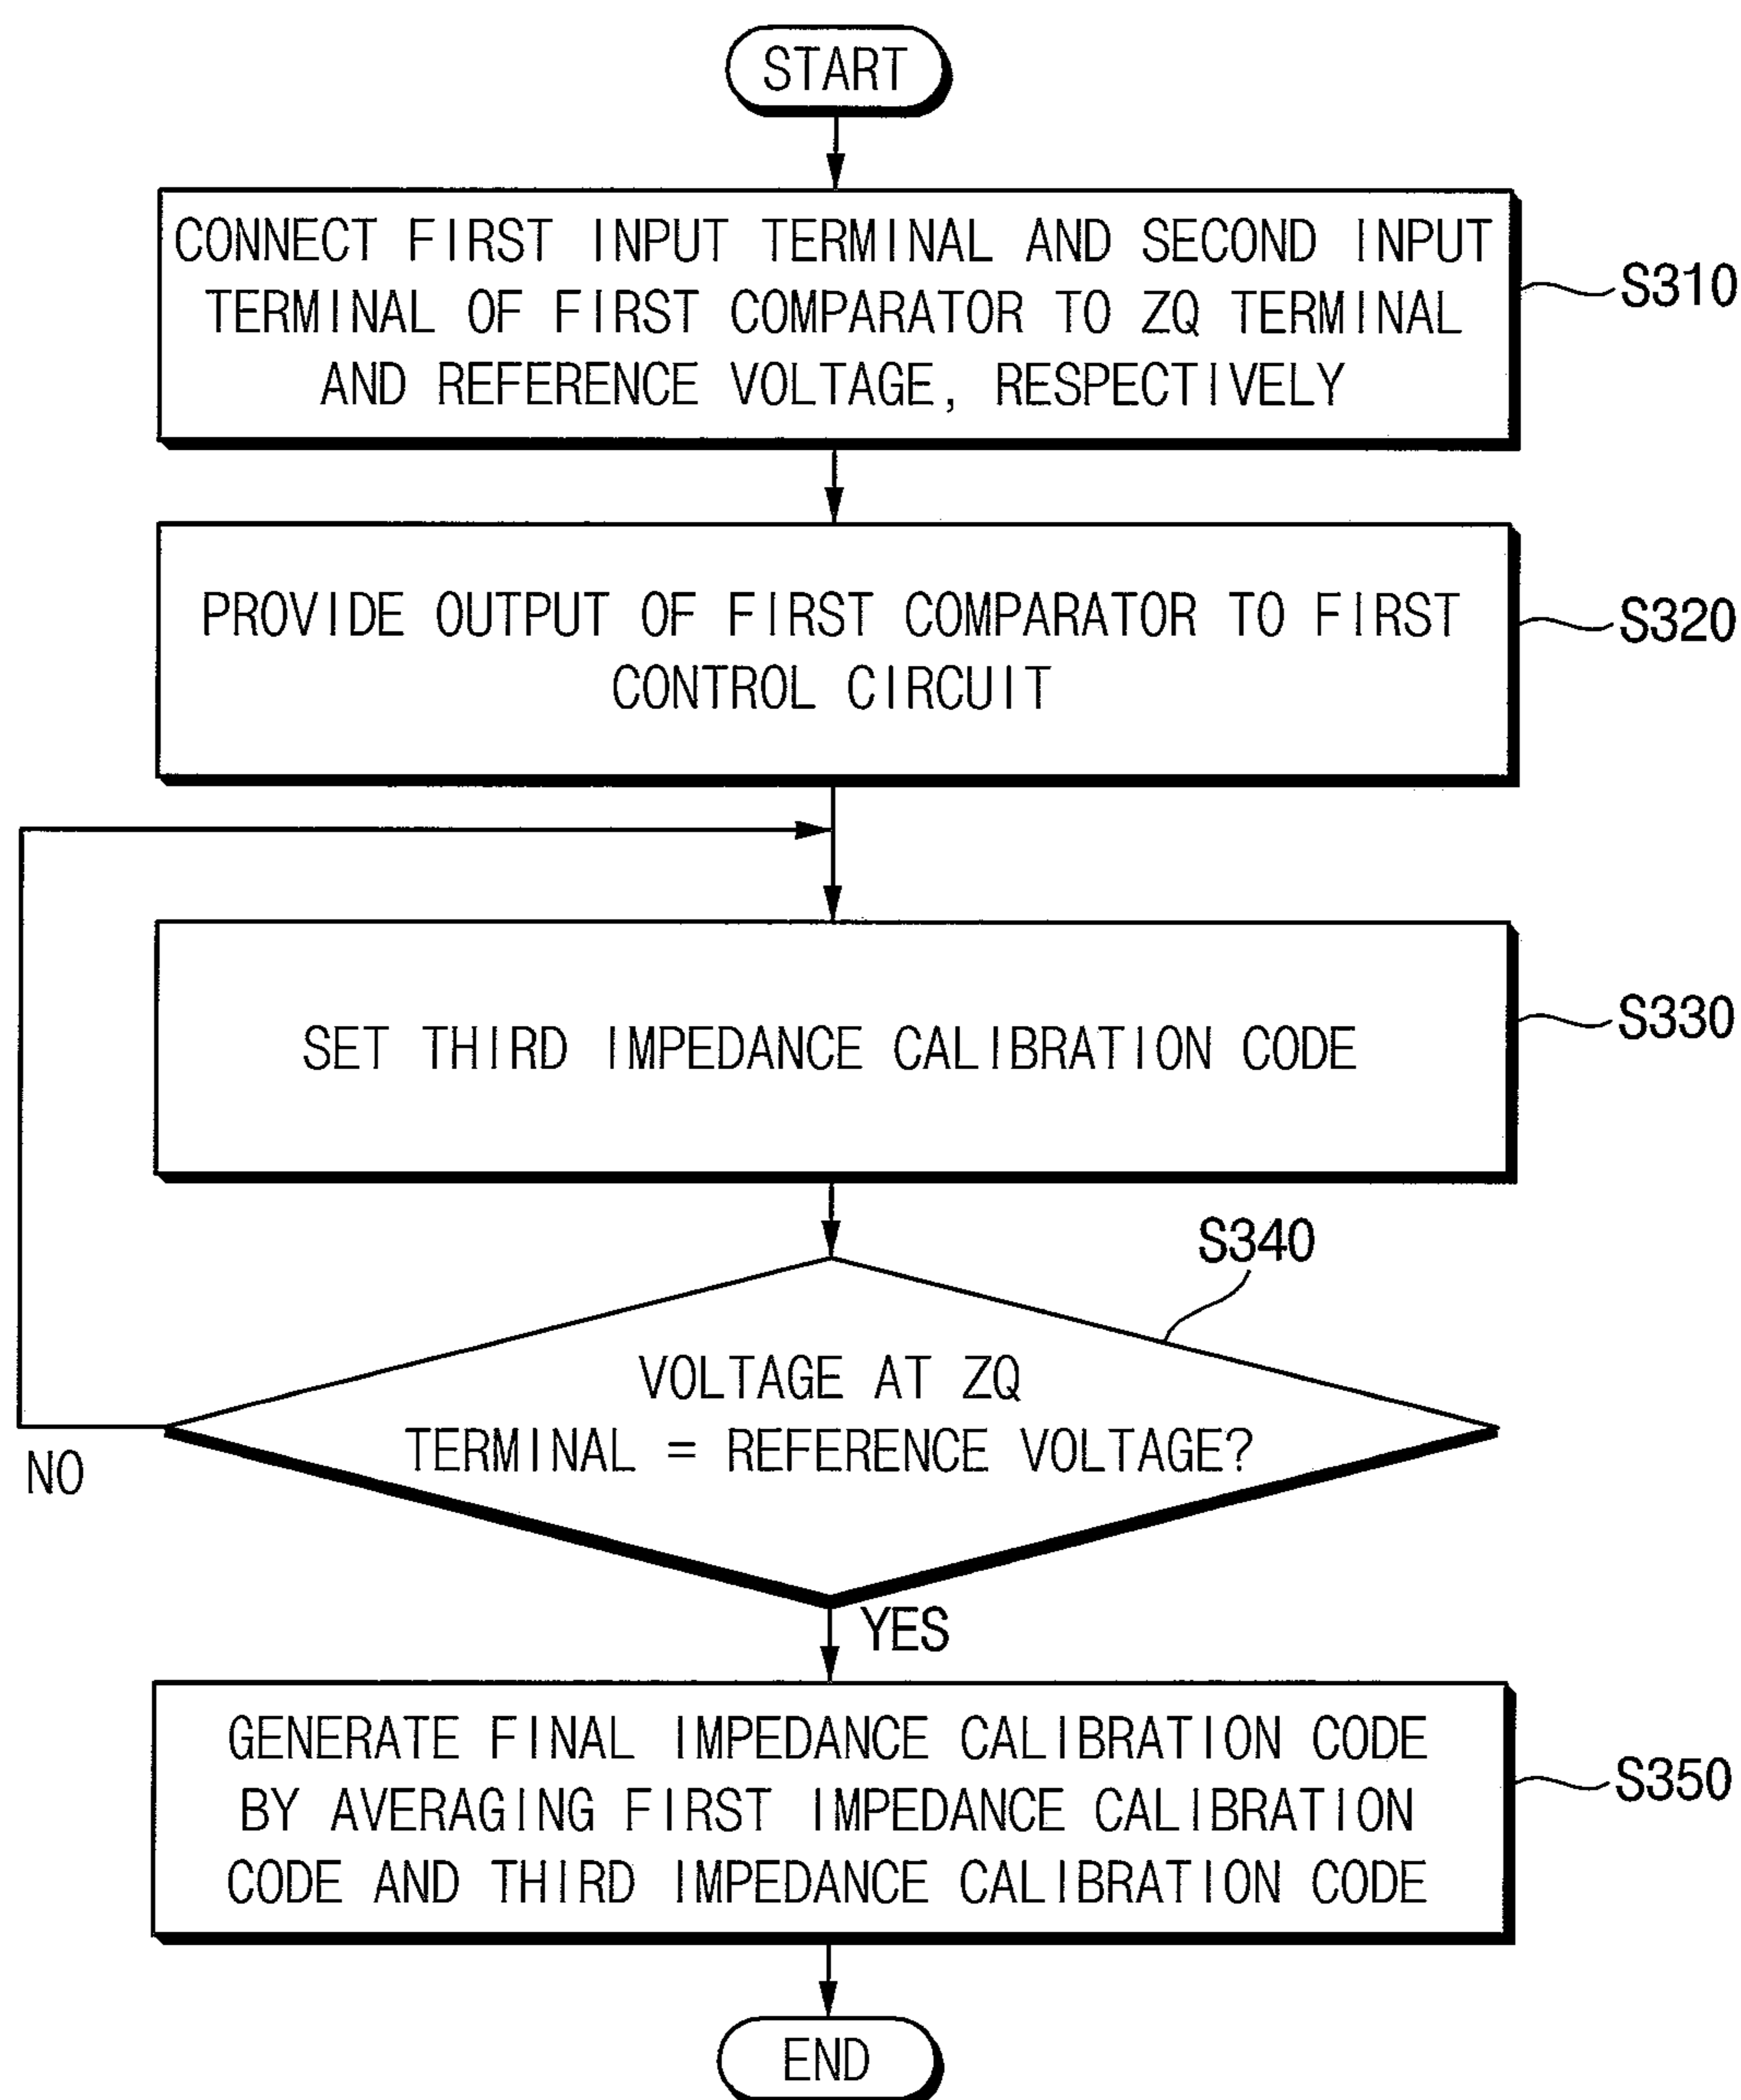 START
CONNECT FIRST INPUT TERMINAL AND SECOND INPUT
TERMINAL OF FIRST COMPARATOR TO ZQ TERMINAL
AND REFERENCE VOLTAGE, RESPECTIVELY
S310
PROVIDE OUTPUT OF FIRST COMPARATOR TO FIRST
CONTROL CIRCUIT
S320
SET THIRD IMPEDANCE CALIBRATION CODE
S330
S340
VOLTAGE AT ZQ
TERMINAL = REFERENCE VOLTAGE?
NO
YES
GENERATE FINAL IMPEDANCE CALIBRATION CODE
BY AVERAGING FIRST IMPEDANCE CALIBRATION
CODE AND THIRD IMPEDANCE CALIBRATION CODE
S350
END